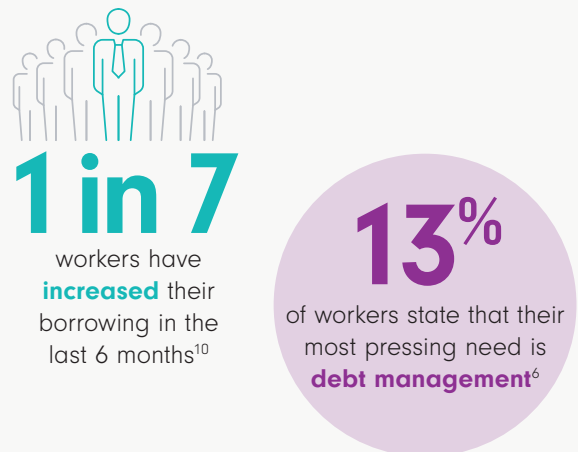 1 in 7
workers have
increased their
borrowing in the
last 6 months10
13%
of workers state that their
most pressing need is
debt management6